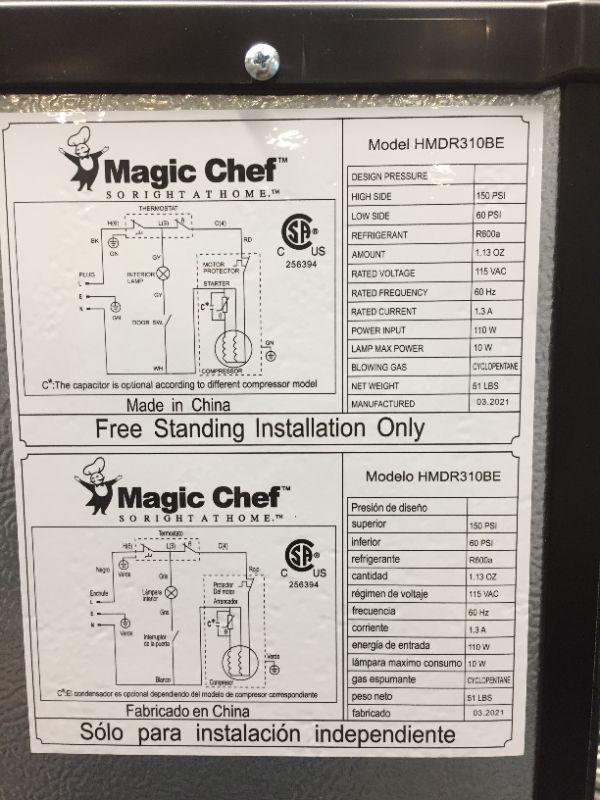 Magic Chef™
SO RIGHT AT HOME.™
THERMOSTAT
H(6) L(3) 6 C(4)
BK
GN
GY
RD
PLUG
L
E
N
GN
INTERIOR
LAMP
GY
DOOR SW.
WH
MOTOR
PROTECTOR
STARTER
C*
COMPRESSOR
GN
SA®
C US
256394
C*:The capacitor is optional according to different compressor model
Made in China
Model HMDR310BE
DESIGN PRESSURE
HIGH SIDE 150 PSI
LOW SIDE 60 PSI
REFRIGERANT R600a
AMOUNT 1.13 OZ
RATED VOLTAGE 115 VAC
RATED FREQUENCY 60 Hz
RATED CURRENT 1.3 A
POWER INPUT 110 W
LAMP MAX POWER 10 W
BLOWING GAS CYCLOPENTANE
NET WEIGHT 51 LBS
MANUFACTURED 03.2021
Free Standing Installation Only
Magic Chef™
SO RIGHT AT HOME.™
Termostato
H(6) L(3) 6 C(4)
Negro
Verde
Gris
Rojo
Enchufe
L
E
N
Verde
Lámpara
interior
Gris
Interruptor
de la puerta
Blanco
Protector
Del motor
Arrancador
C*
Compresor
Verde
SA®
C US
256394
C*:El condensador es opcional dependiendo del modelo de compresor correspondiente
Fabricado en China
Modelo HMDR310BE
Presión de diseño
superior 150 PSI
inferior 60 PSI
refrigerante R600a
cantidad 1.13 OZ
régimen de voltaje 115 VAC
frecuencia 60 Hz
corriente 1.3 A
energía de entrada 110 W
lámpara maximo consumo 10 W
gas espumante CYCLOPENTANE
peso neto 51 LBS
fabricado 03.2021
Sólo para instalación independiente